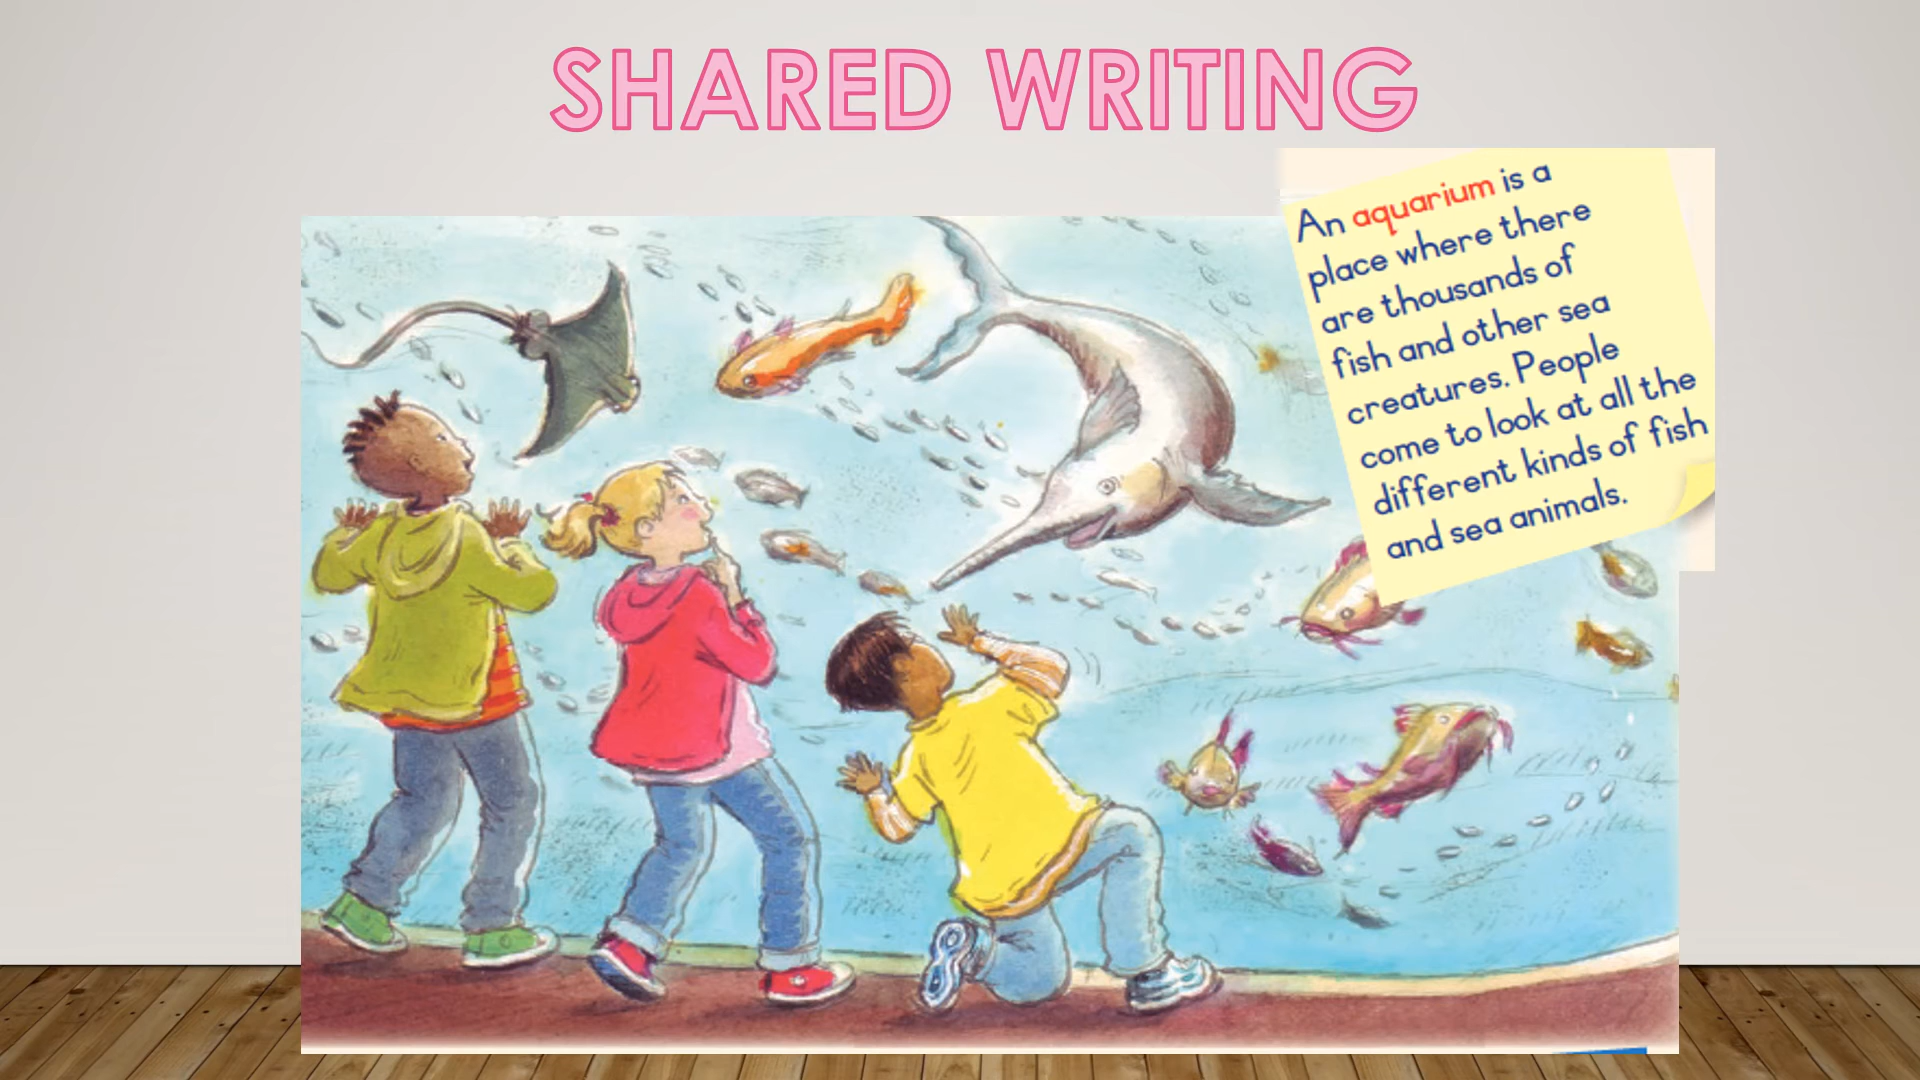 SHARED WRITING
An aquarium is a
place where there
are thousands of
fish and other sea
creatures. People
come to look at all the
different kinds of fish
and sea animals.